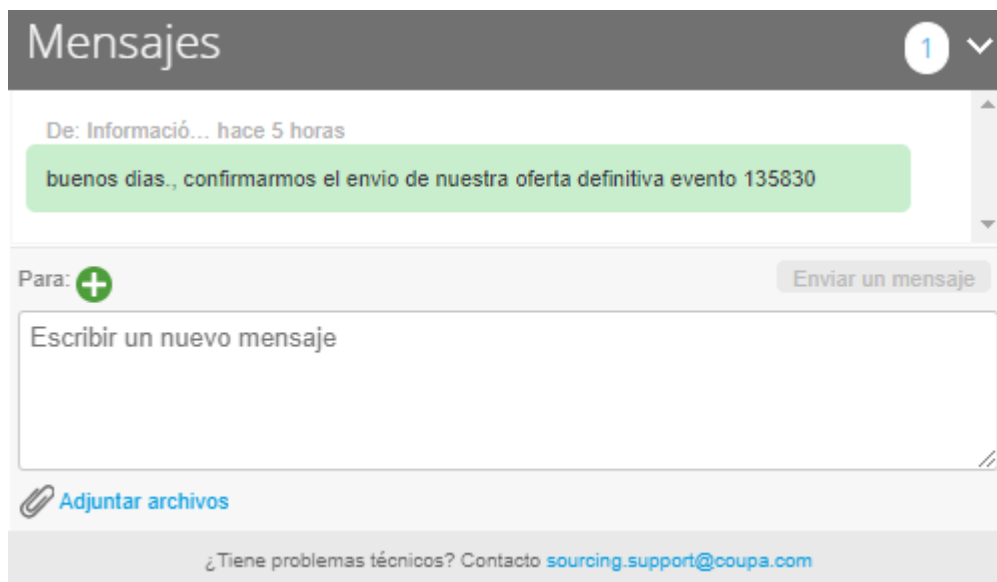 Mensajes
1
De: Informació... hace 5 horas
buenos dias., confirmarmos el envio de nuestra oferta definitiva evento 135830
Para:
Enviar un mensaje
Escribir un nuevo mensaje
Adjuntar archivos
¿Tiene problemas técnicos? Contacto sourcing.support@coupa.com